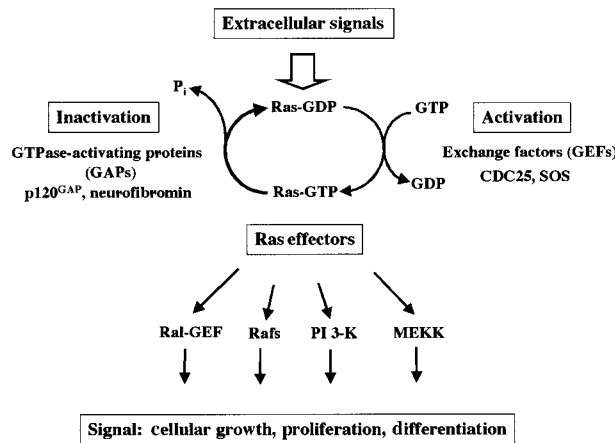 Extracellular signals
P i
Ras-GDP
GTP
Inactivation
Activation
GTPase-activating proteins
(GAPs)
p120GAP, neurofibromin
Exchange factors (GEFs)
CDC25, SOS
Ras-GTP
GDP
Ras effectors
Ral-GEF Rafs PI 3-K MEKK
Signal: cellular growth, proliferation, differentiation